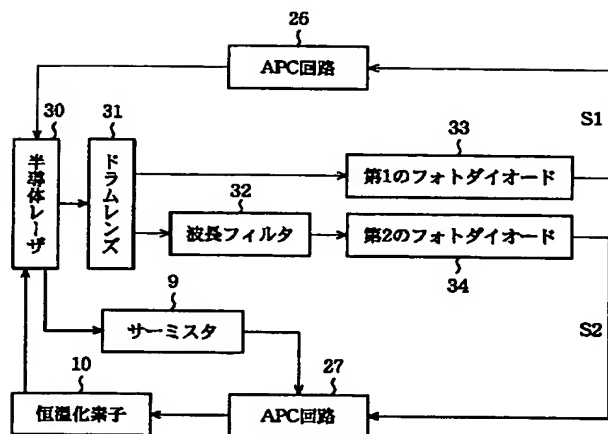 26
APC回路
S1
30
31
33
半導体レーザ
ドラムレンズ
第1のフォトダイオード
32
波長フィルタ
第2のフォトダイオード
34
9
S2
サーミスタ
10
27
恒温化素子
APC回路